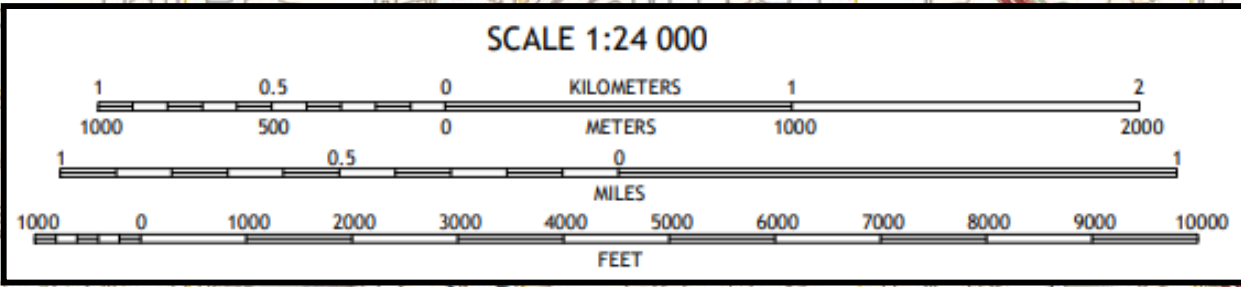 SCALE 1:24 000
1 0.5 0 KILOMETERS 1 2
1000 500 0 METERS 1000 2000
1 0.5 0 1
MILES
1000 0 1000 2000 3000 4000 5000 6000 7000 8000 9000 10000
FEET